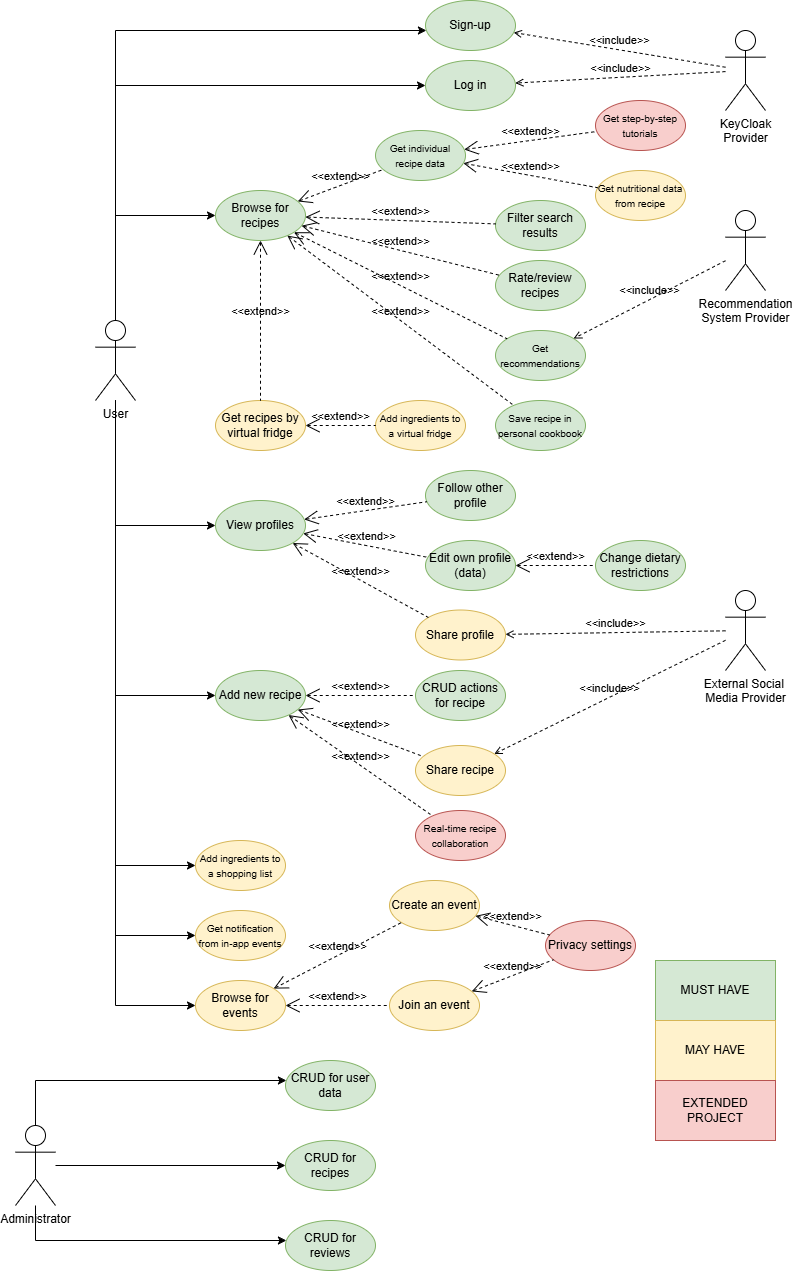 Sign-up
<<include>>
<<include>>
Log in
KeyCloak
Provider
Get step-by-step
tutorials
<<extend>>
Get individual
recipe data
<<extend>>
<<extend>>
Get nutritional data
from recipe
Browse for
recipes
<<extend>>
Filter search
results
<<extend>>
Rate/review
recipes
<<extend>>
<<include>>
Recommendation
System Provider
<<extend>>
<<extend>>
Get
recommendations
User
Get recipes by
virtual fridge
<<extend>>
Add ingredients to
a virtual fridge
Save recipe in
personal cookbook
Follow other
profile
<<extend>>
View profiles
<<extend>>
Edit own profile
(data)
<<extend>>
Change dietary
restrictions
<<extend>>
Share profile
<<include>>
External Social
Media Provider
Add new recipe
<<extend>>
CRUD actions
for recipe
<<include>>
<<extend>>
<<extend>>
Share recipe
Real-time recipe
collaboration
Add ingredients to
a shopping list
Create an event
<<extend>>
Get notification
from in-app events
<<extend>>
Privacy settings
<<extend>>
Browse for
events
<<extend>>
Join an event
MUST HAVE
MAY HAVE
EXTENDED
PROJECT
CRUD for user
data
CRUD for
recipes
Administrator
CRUD for
reviews